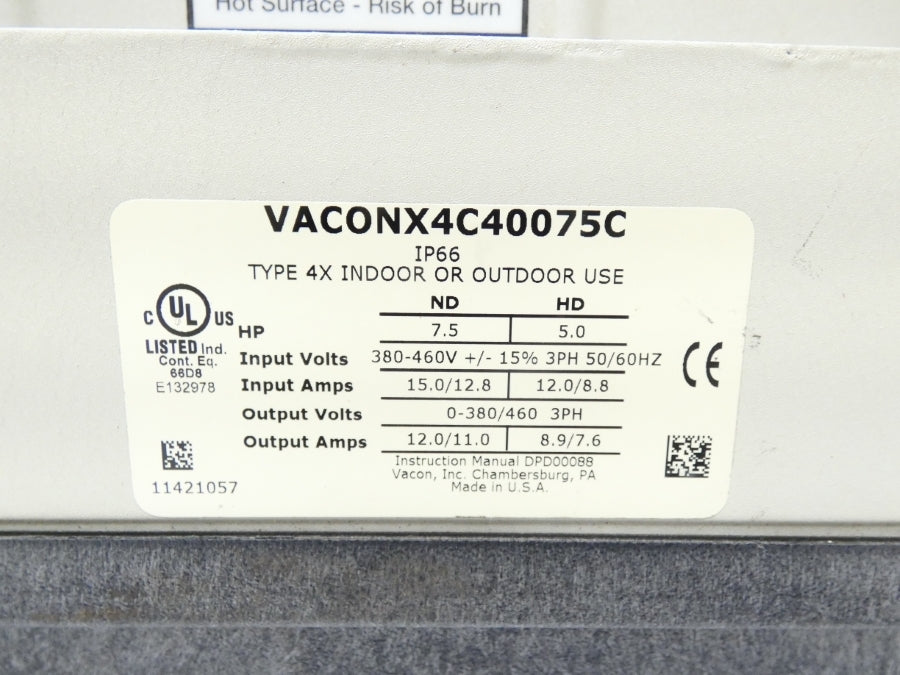 Hot Surface - Risk of Burn
VACONX4C40075C
IP66
TYPE 4X INDOOR OR OUTDOOR USE
ND HD
HP 7.5 5.0
Input Volts 380-460V +/- 15% 3PH 50/60HZ
Input Amps 15.0/12.8 12.0/8.8
Output Volts 0-380/460 3PH
Output Amps 12.0/11.0 8.9/7.6
Instruction Manual DPD00088
Vacon, Inc. Chambersburg, PA
Made in U.S.A.
C UL US
LISTED Ind.
Cont. Eq.
66D8
E132978
11421057
CE